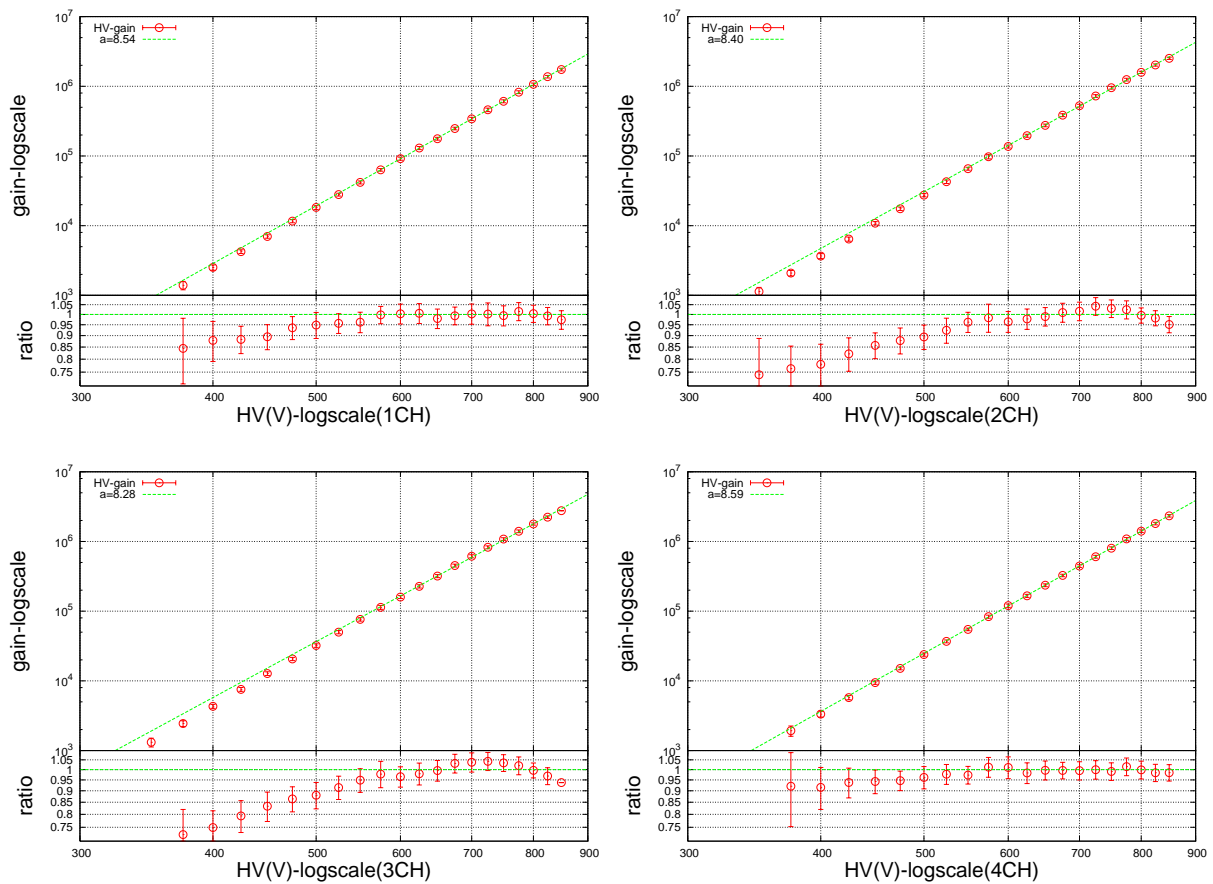 10^7
HV-gain
a=8.54
10^6
10^5
10^4
10^3
gain-logscale
1.05
1
0.95
0.9
0.85
0.8
0.75
ratio
300 400 500 600 700 800 900
HV(V)-logscale(1CH)
10^7
HV-gain
a=8.40
10^6
10^5
10^4
10^3
gain-logscale
1.05
1
0.95
0.9
0.85
0.8
0.75
ratio
300 400 500 600 700 800 900
HV(V)-logscale(2CH)
10^7
HV-gain
a=8.28
10^6
10^5
10^4
10^3
gain-logscale
1.05
1
0.95
0.9
0.85
0.8
0.75
ratio
300 400 500 600 700 800 900
HV(V)-logscale(3CH)
10^7
HV-gain
a=8.59
10^6
10^5
10^4
10^3
gain-logscale
1.05
1
0.95
0.9
0.85
0.8
0.75
ratio
300 400 500 600 700 800 900
HV(V)-logscale(4CH)